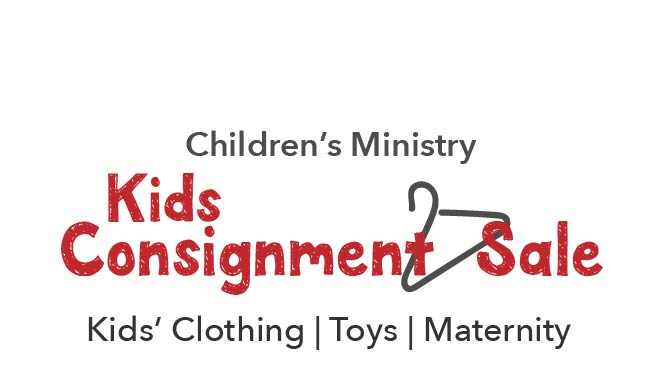 Children’s Ministry
Kids
Consignment Sale
Kids’ Clothing | Toys | Maternity